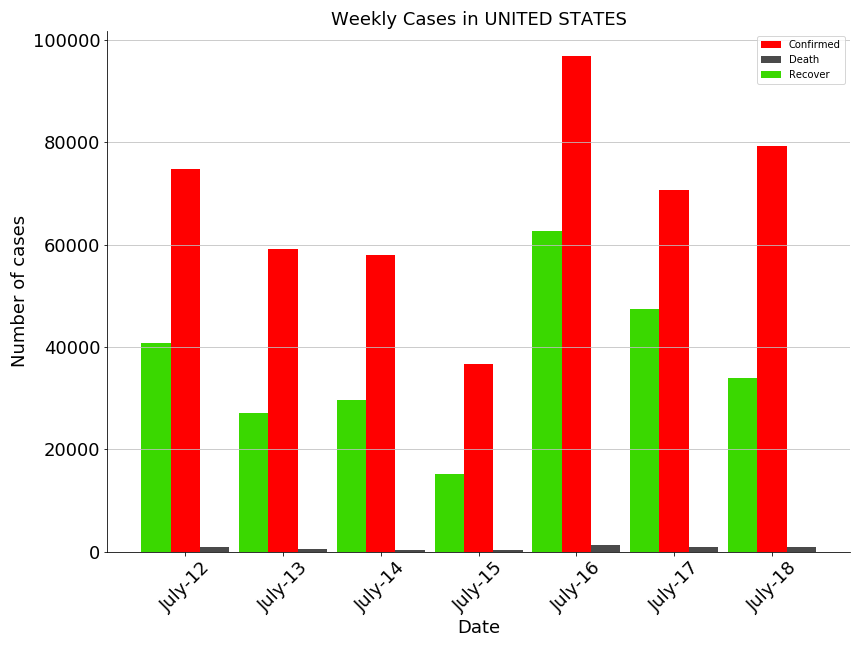 Weekly Cases in UNITED STATES
Confirmed
Death
Recover
Number of cases
100000
80000
60000
40000
20000
0
July-12
July-13
July-14
July-15
July-16
July-17
July-18
Date